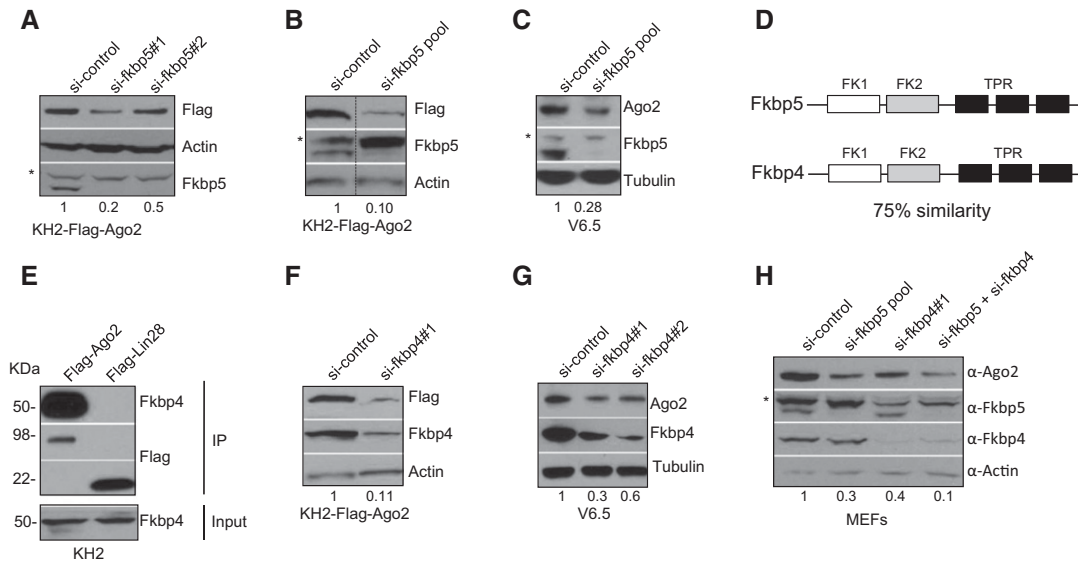 A
si-control
si-fkbp5#1
si-fkbp5#2
Flag
Actin
*
Fkbp5
1 0.2 0.5
KH2-Flag-Ago2
B
si-control
si-fkbp5 pool
Flag
*
Fkbp5
Actin
1 0.10
KH2-Flag-Ago2
C
si-control
si-fkbp5 pool
Ago2
*
Fkbp5
Tubulin
1 0.28
V6.5
D
FK1 FK2 TPR
Fkbp5
FK1 FK2 TPR
Fkbp4
75% similarity
E
Flag-Ago2
Flag-Lin28
KDa
50-
Fkbp4
98-
Flag
22-
IP
50-
Fkbp4
Input
KH2
F
si-control
si-fkbp4#1
Flag
Fkbp4
Actin
1 0.11
KH2-Flag-Ago2
G
si-control
si-fkbp4#1
si-fkbp4#2
Ago2
Fkbp4
Tubulin
1 0.3 0.6
V6.5
H
si-control
si-fkbp5 pool
si-fkbp4#1
si-fkbp5 + si-fkbp4
α-Ago2
*
α-Fkbp5
α-Fkbp4
α-Actin
1 0.3 0.4 0.1
MEFs